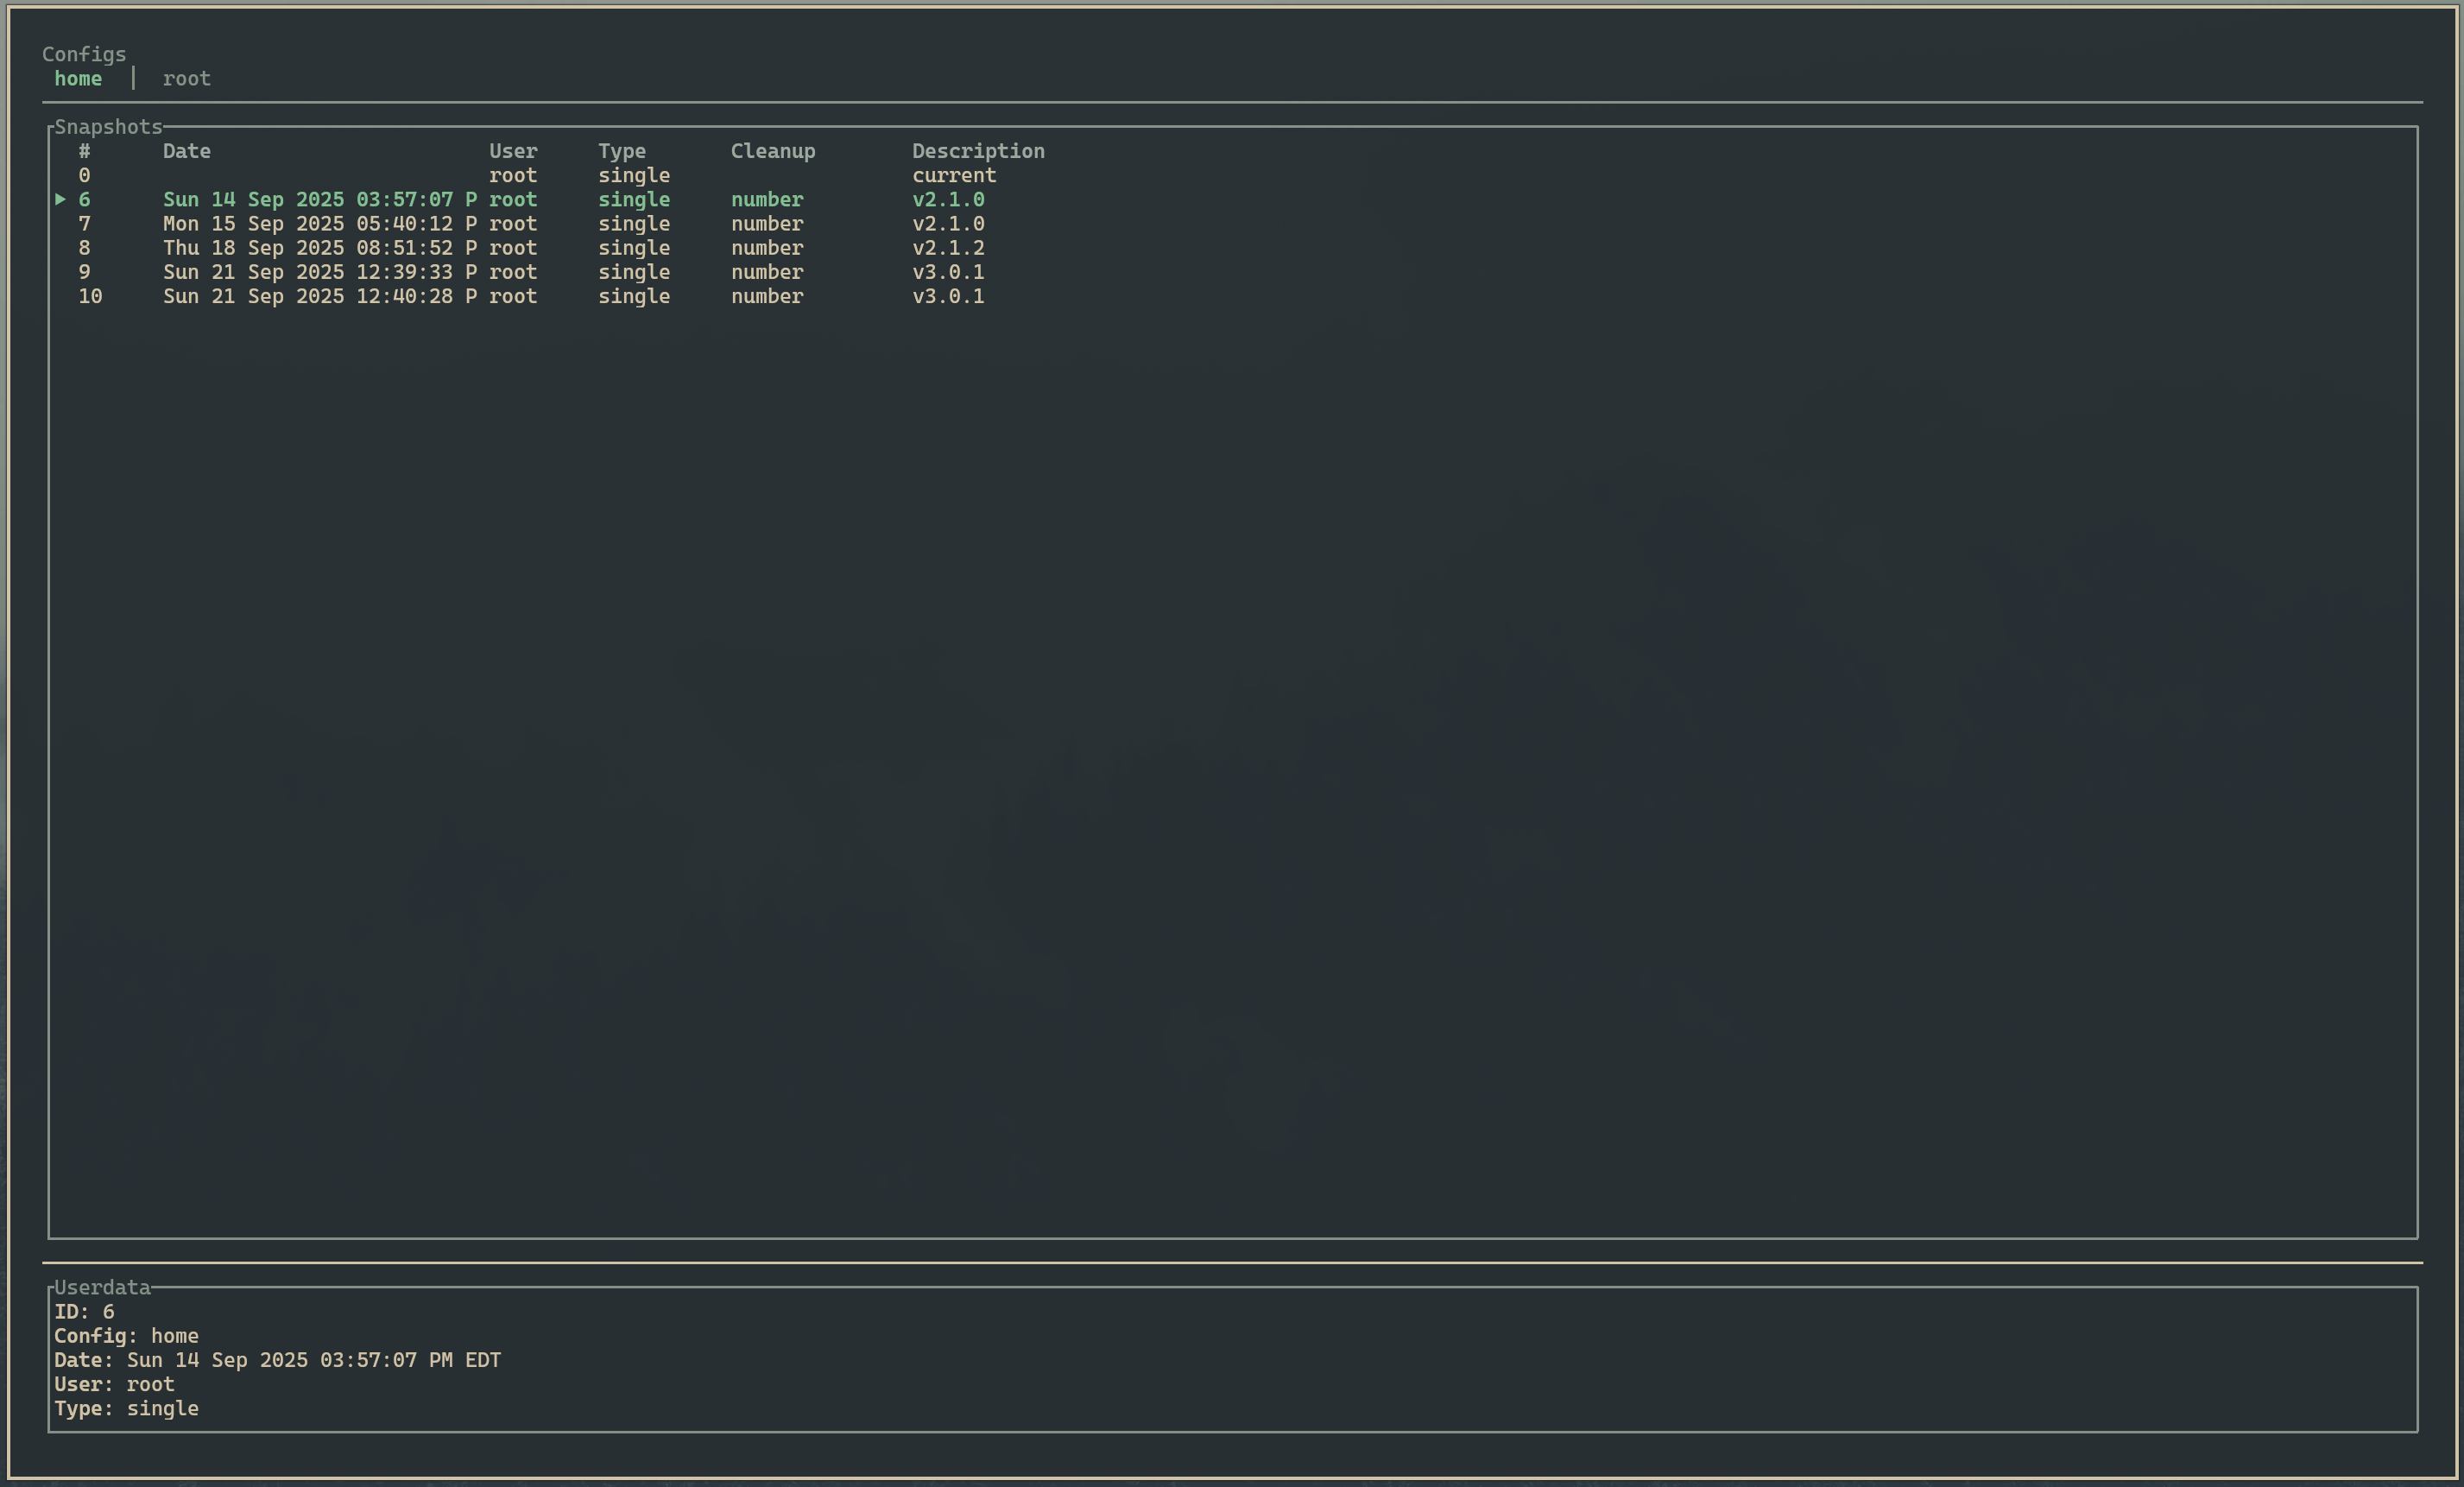 Configs
home │ root
Snapshots
# Date User Type Cleanup Description
0 root single current
▶ 6 Sun 14 Sep 2025 03:57:07 P root single number v2.1.0
7 Mon 15 Sep 2025 05:40:12 P root single number v2.1.0
8 Thu 18 Sep 2025 08:51:52 P root single number v2.1.2
9 Sun 21 Sep 2025 12:39:33 P root single number v3.0.1
10 Sun 21 Sep 2025 12:40:28 P root single number v3.0.1
Userdata
ID: 6
Config: home
Date: Sun 14 Sep 2025 03:57:07 PM EDT
User: root
Type: single